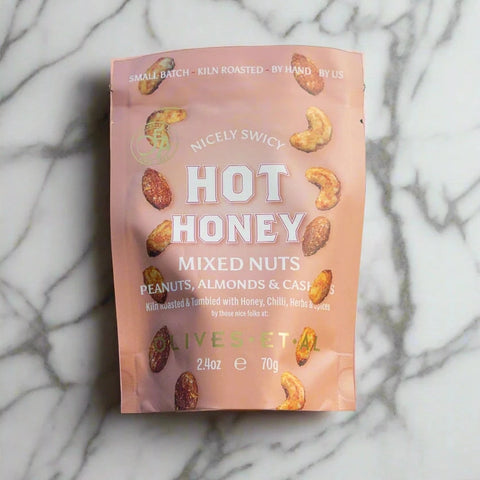 SMALL BATCH - KILN ROASTED - BY HAND - BY US
NICELY SWICY
HOT
HONEY
MIXED NUTS
PEANUTS, ALMONDS & CAS
Kiln Roasted & Tumbled with Honey, Chilli, Herbs & Spices
by those nice folks at:
OLIVES·ET·AL
2.4oz ℮ 70g